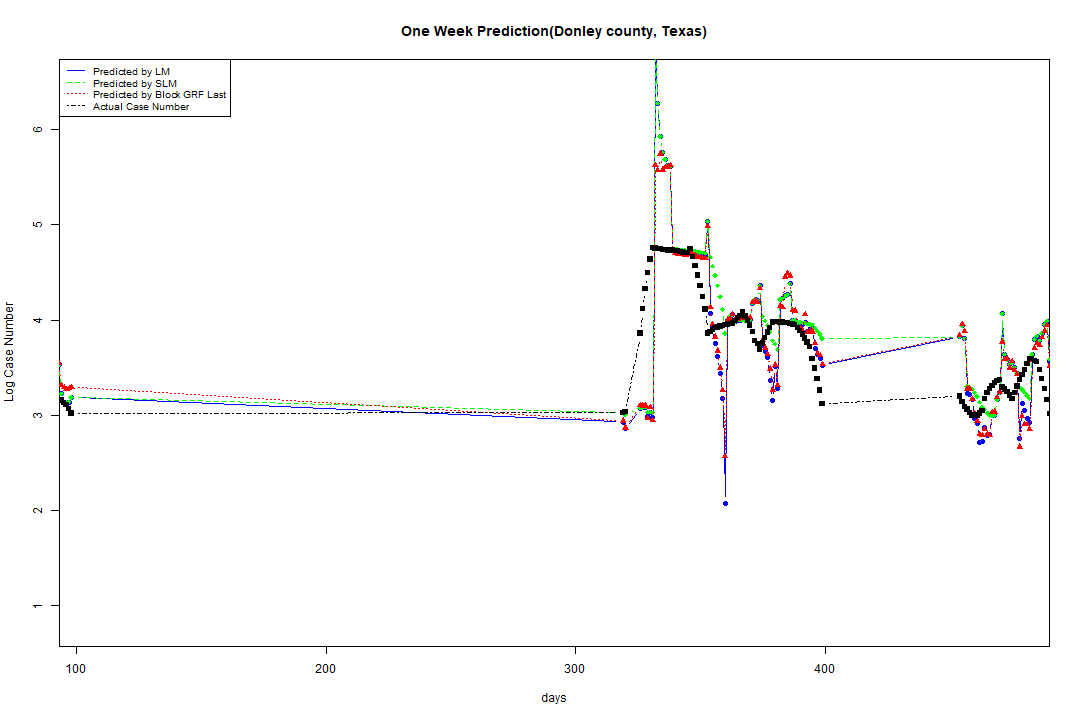 One Week Prediction(Donley county, Texas)
Predicted by LM
Predicted by SLM
Predicted by Block GRF Last
Actual Case Number
6
5
4
3
2
1
Log Case Number
100 200 300 400
days